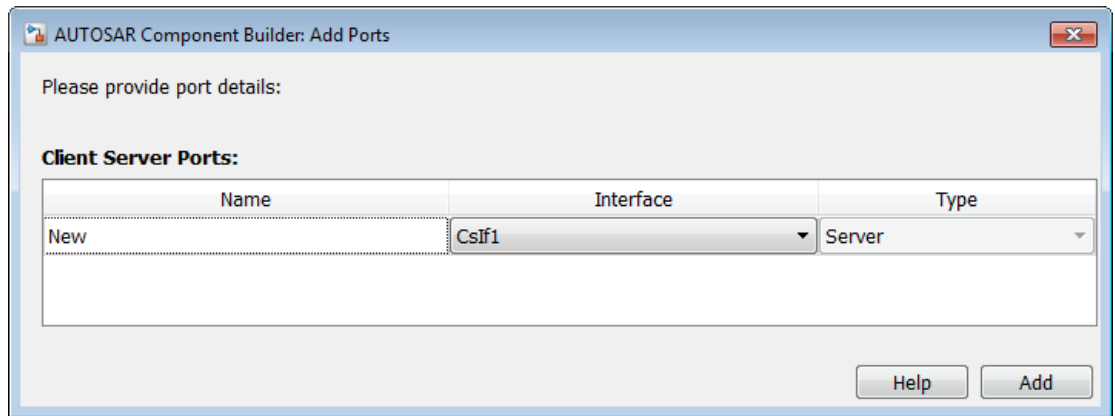 AUTOSAR Component Builder: Add Ports
Please provide port details:
Client Server Ports:
Name Interface Type
New CsIf1 Server
Help Add